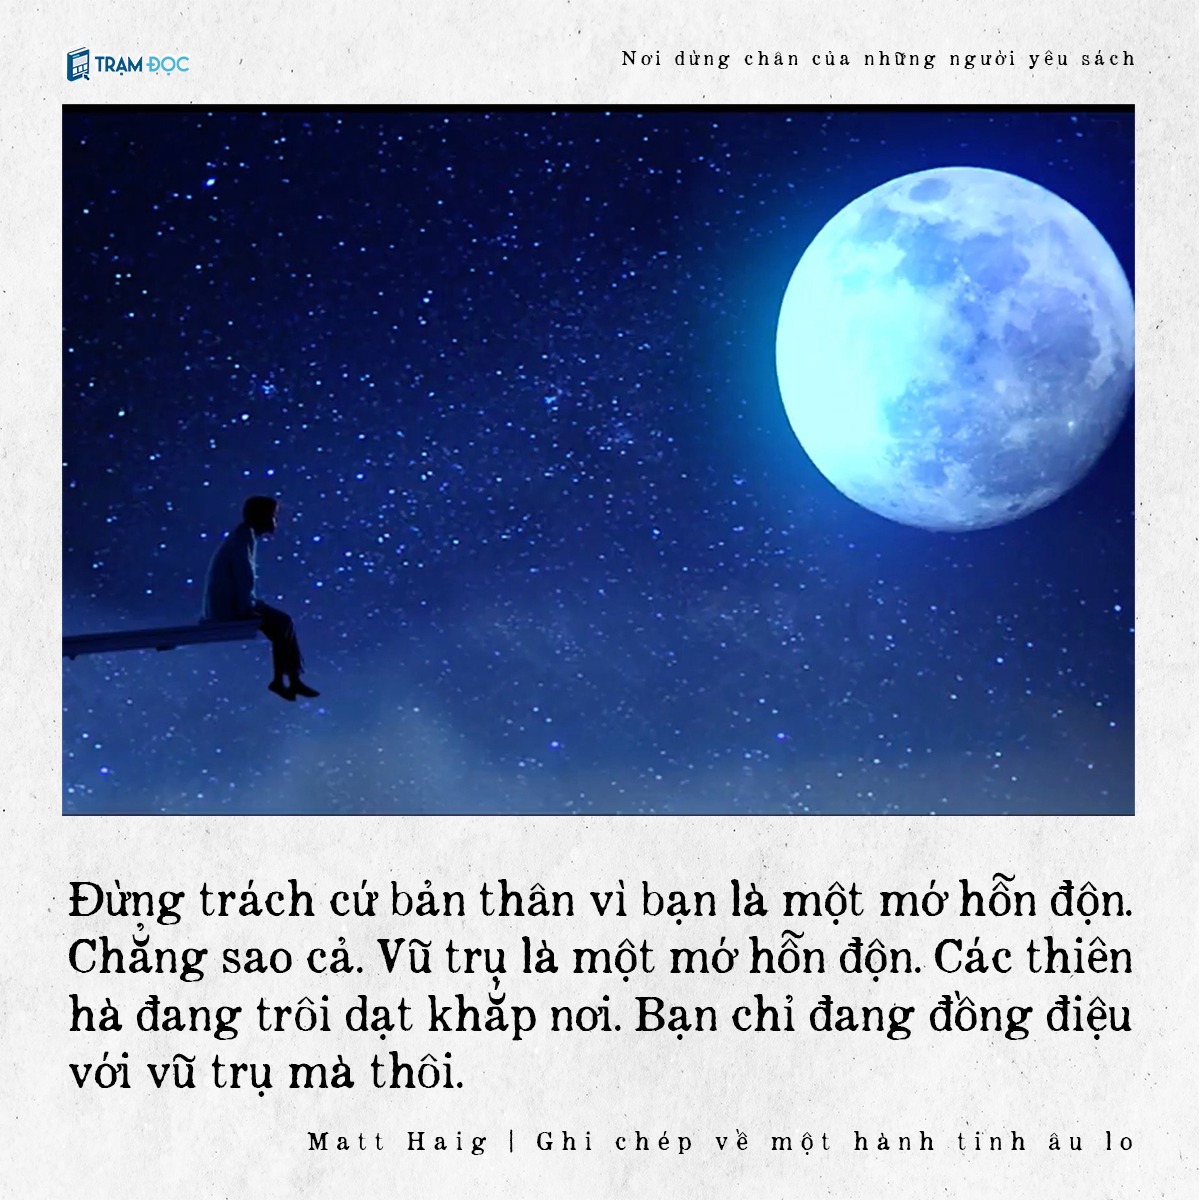 TRẠM ĐỌC
Nơi dừng chân của những người yêu sách
Đừng trách cứ bản thân vì bạn là một mớ hỗn độn.
Chẳng sao cả. Vũ trụ là một mớ hỗn độn. Các thiên
hà đang trôi dạt khắp nơi. Bạn chỉ đang đồng điệu
với vũ trụ mà thôi.
Matt Haig | Ghi chép về một hành tinh âu lo